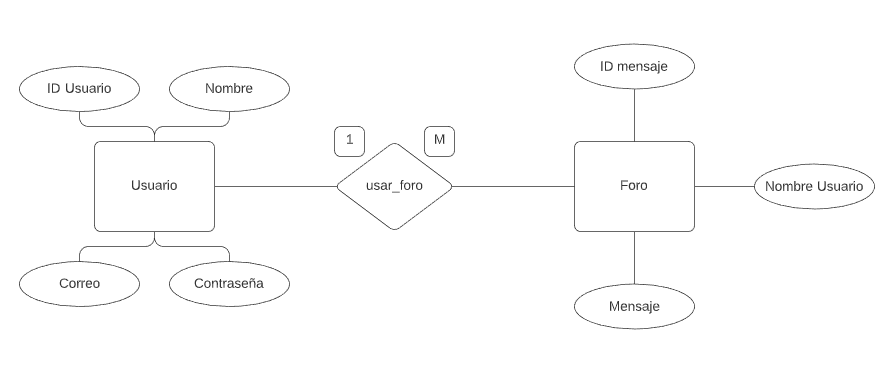 ID mensaje
ID Usuario
Nombre
1
M
Usuario
usar_foro
Foro
Nombre Usuario
Correo
Contraseña
Mensaje